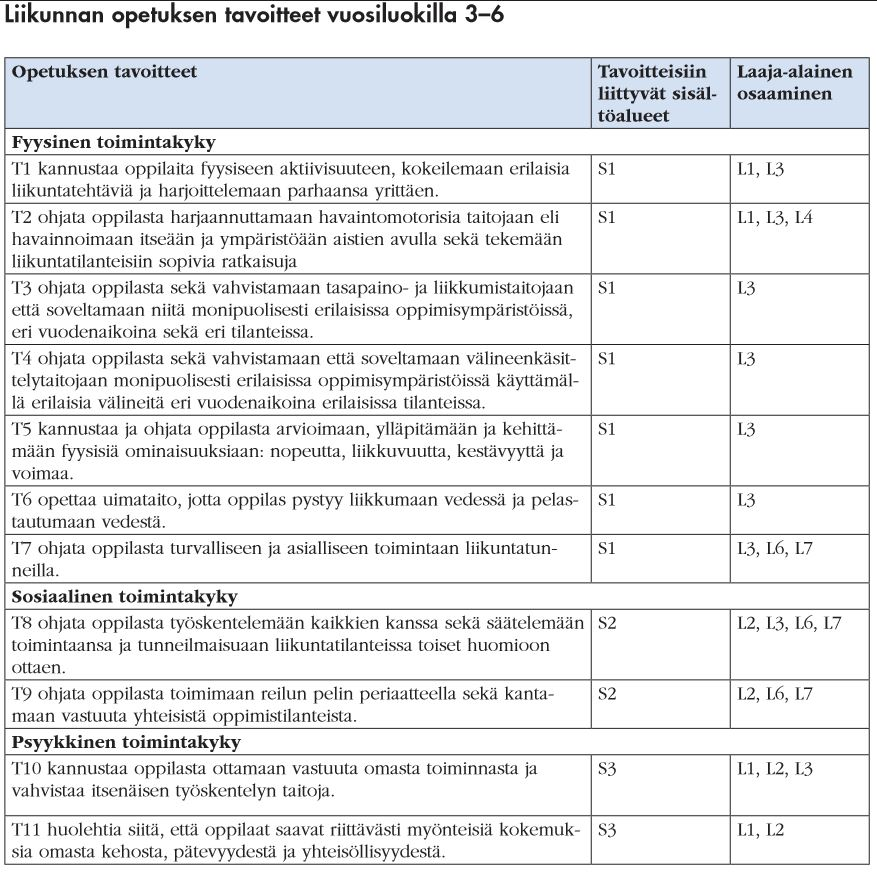 Liikunnan opetuksen tavoitteet vuosiluokilla 3–6
Opetuksen tavoitteet
Tavoitteisiin
liittyvät sisäl-
töalueet
Laaja-alainen
osaaminen
Fyysinen toimintakyky
T1 kannustaa oppilaita fyysiseen aktiivisuuteen, kokeilemaan erilaisia
liikuntatehtäviä ja harjoittelemaan parhaansa yrittäen.
S1
L1, L3
T2 ohjata oppilasta harjaannuttamaan havaintomotorisia taitojaan eli
havainnoimaan itseään ja ympäristöään aistien avulla sekä tekemään
liikuntatilanteisiin sopivia ratkaisuja
S1
L1, L3, L4
T3 ohjata oppilasta sekä vahvistamaan tasapaino- ja liikkumistaitojaan
että soveltamaan niitä monipuolisesti erilaisissa oppimisympäristöissä,
eri vuodenaikoina sekä eri tilanteissa.
S1
L3
T4 ohjata oppilasta sekä vahvistamaan että soveltamaan välineenkäsit-
telytaitojaan monipuolisesti erilaisissa oppimisympäristöissä käyttämäl-
lä erilaisia välineitä eri vuodenaikoina erilaisissa tilanteissa.
S1
L3
T5 kannustaa ja ohjata oppilasta arvioimaan, ylläpitämään ja kehittä-
mään fyysisiä ominaisuuksiaan: nopeutta, liikkuvuutta, kestävyyttä ja
voimaa.
S1
L3
T6 opettaa uimataito, jotta oppilas pystyy liikkumaan vedessä ja pelas-
tautumaan vedestä.
S1
L3
T7 ohjata oppilasta turvalliseen ja asialliseen toimintaan liikuntatun-
neilla.
S1
L3, L6, L7
Sosiaalinen toimintakyky
T8 ohjata oppilasta työskentelemään kaikkien kanssa sekä säätelemään
toimintaansa ja tunneilmaisuaan liikuntatilanteissa toiset huomioon
ottaen.
S2
L2, L3, L6, L7
T9 ohjata oppilasta toimimaan reilun pelin periaatteella sekä kanta-
maan vastuuta yhteisistä oppimistilanteista.
S2
L2, L6, L7
Psyykkinen toimintakyky
T10 kannustaa oppilasta ottamaan vastuuta omasta toiminnasta ja
vahvistaa itsenäisen työskentelyn taitoja.
S3
L1, L2, L3
T11 huolehtia siitä, että oppilaat saavat riittävästi myönteisiä kokemuk-
sia omasta kehosta, pätevyydestä ja yhteisöllisyydestä.
S3
L1, L2